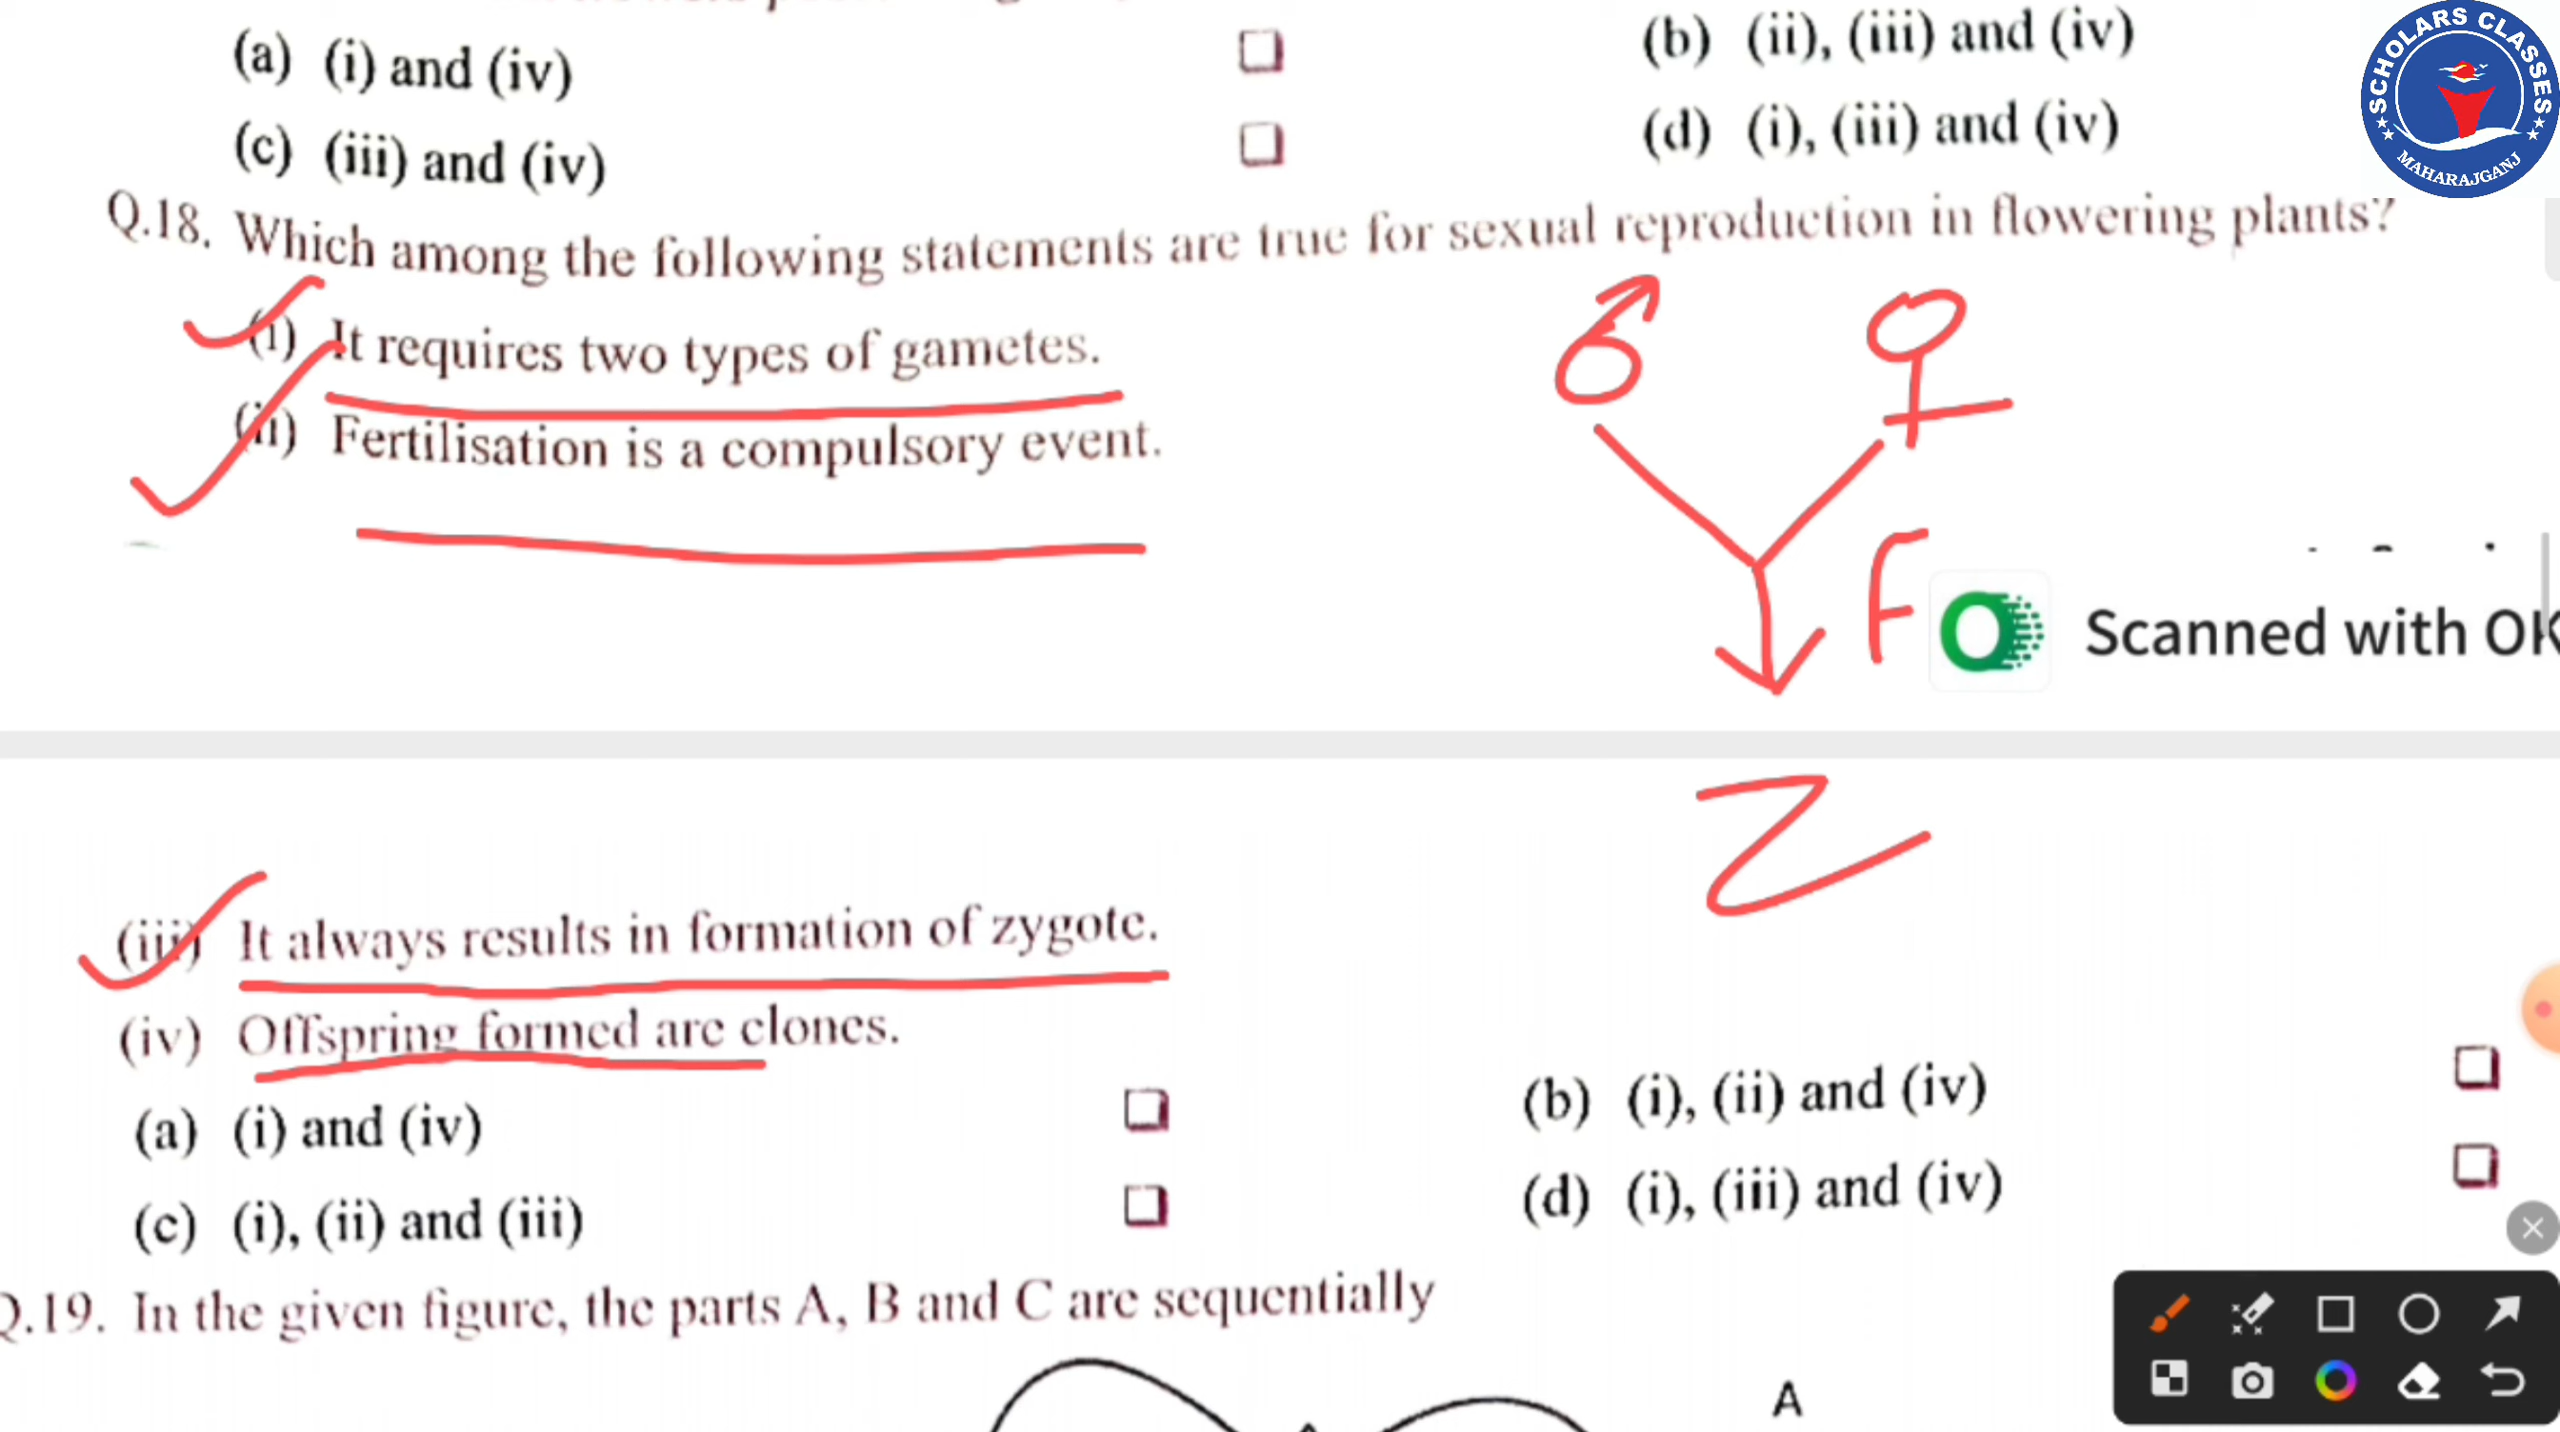 (a) (i) and (iv)
(b) (ii), (iii) and (iv)
(c) (iii) and (iv)
(d) (i), (iii) and (iv)
SCHOLARS CLASSES
MAHARAJGANJ
Q.18. Which among the following statements are true for sexual reproduction in flowering plants?
(i) It requires two types of gametes.
(ii) Fertilisation is a compulsory event.
♂ ♀
F
Scanned with OK
Z
(iii) It always results in formation of zygote.
(iv) Offspring formed are clones.
(a) (i) and (iv)
(b) (i), (ii) and (iv)
(c) (i), (ii) and (iii)
(d) (i), (iii) and (iv)
Q.19. In the given figure, the parts A, B and C are sequentially
A